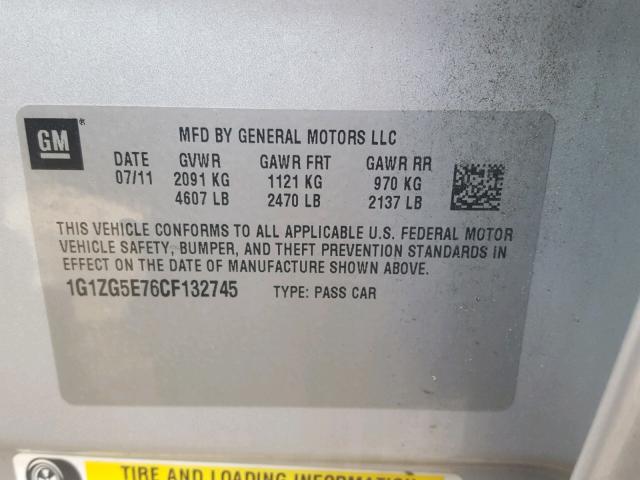 GM®
MFD BY GENERAL MOTORS LLC
DATE GVWR GAWR FRT GAWR RR
07/11 2091 KG 1121 KG 970 KG
4607 LB 2470 LB 2137 LB
THIS VEHICLE CONFORMS TO ALL APPLICABLE U.S. FEDERAL MOTOR
VEHICLE SAFETY, BUMPER, AND THEFT PREVENTION STANDARDS IN
EFFECT ON THE DATE OF MANUFACTURE SHOWN ABOVE.
1G1ZG5E76CF132745 TYPE: PASS CAR
TIRE AND LOADING INFORMATION